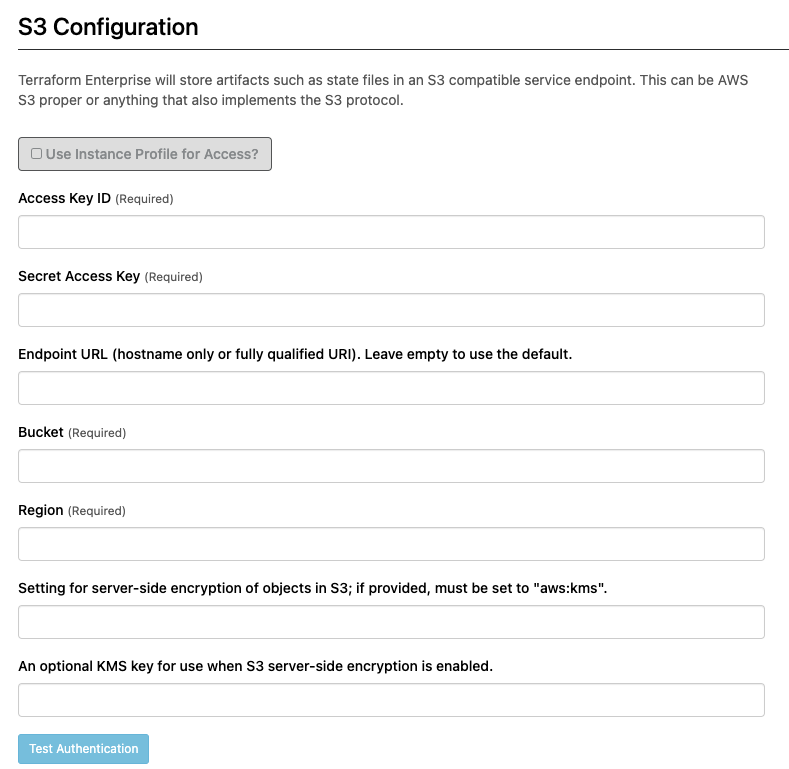 S3 Configuration
Terraform Enterprise will store artifacts such as state files in an S3 compatible service endpoint. This can be AWS
S3 proper or anything that also implements the S3 protocol.
Use Instance Profile for Access?
Access Key ID (Required)
Secret Access Key (Required)
Endpoint URL (hostname only or fully qualified URI). Leave empty to use the default.
Bucket (Required)
Region (Required)
Setting for server-side encryption of objects in S3; if provided, must be set to "aws:kms".
An optional KMS key for use when S3 server-side encryption is enabled.
Test Authentication